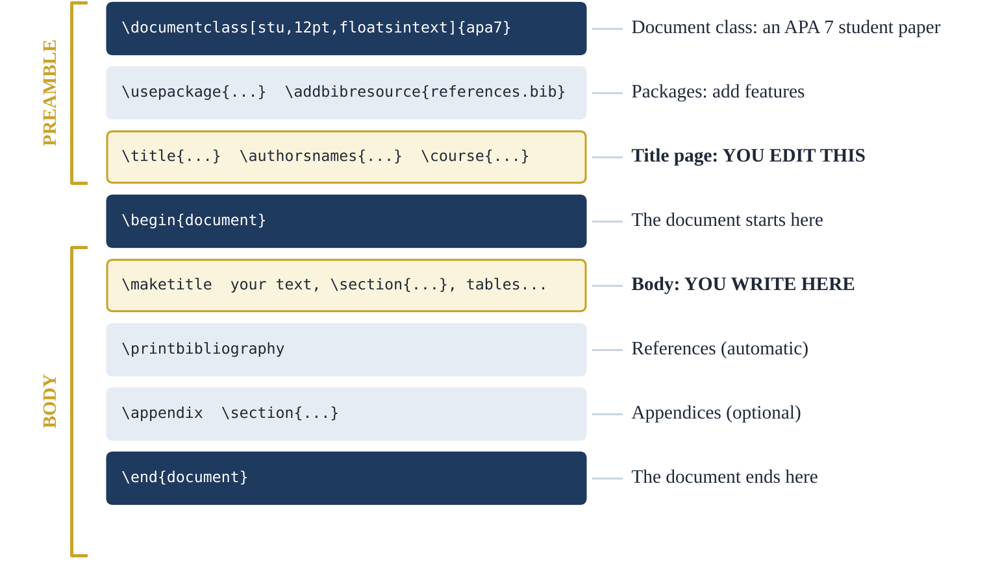 PREAMBLE
\documentclass[stu,12pt,floatsintext]{apa7}
Document class: an APA 7 student paper
\usepackage{...}  \addbibresource{references.bib}
Packages: add features
\title{...}  \authorsnames{...}  \course{...}
Title page: YOU EDIT THIS
\begin{document}
The document starts here
BODY
\maketitle  your text, \section{...}, tables...
Body: YOU WRITE HERE
\printbibliography
References (automatic)
\appendix  \section{...}
Appendices (optional)
\end{document}
The document ends here